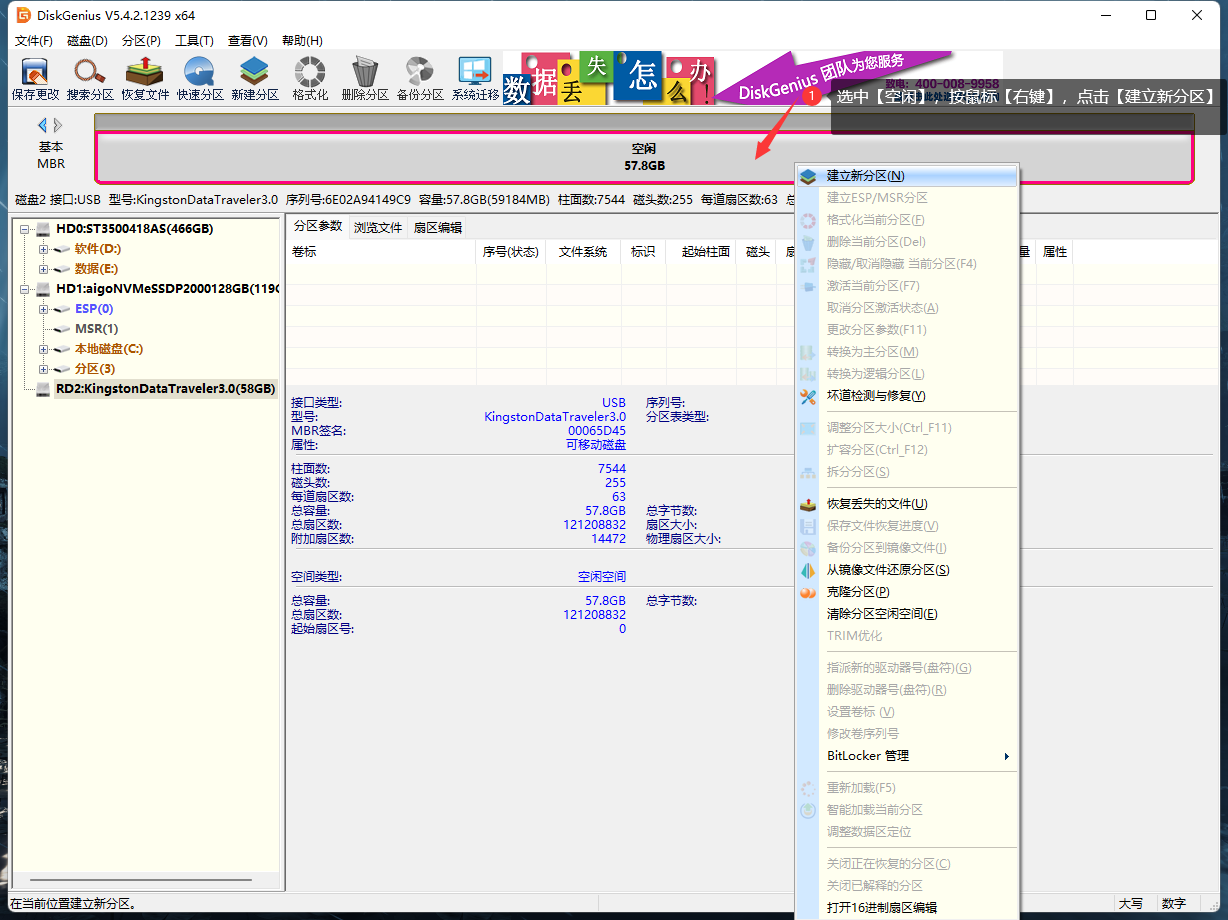 DiskGenius V5.4.2.1239 x64
文件(F) 磁盘(D) 分区(P) 工具(T) 查看(V) 帮助(H)
保存更改 搜索分区 恢复文件 快速分区 新建分区 格式化 删除分区 备份分区 系统迁移
数据丢失怎么办!
DiskGenius 团队为您服务
致电: 400-008-9958
1
选中【空闲】，按鼠标【右键】，点击【建立新分区】
基本
MBR
空闲
57.8GB
磁盘2 接口:USB 型号:KingstonDataTraveler3.0 序列号:6E02A94149C9 容量:57.8GB(59184MB) 柱面数:7544 磁头数:255 每道扇区数:63
HD0:ST3500418AS(466GB)
软件(D:)
数据(E:)
HD1:aigoNVMeSSDP2000128GB(119G
ESP(0)
MSR(1)
本地磁盘(C:)
分区(3)
RD2:KingstonDataTraveler3.0(58GB)
分区参数 浏览文件 扇区编辑
卷标 序号(状态) 文件系统 标识 起始柱面 磁头 量 属性
接口类型: USB 序列号:
型号: KingstonDataTraveler3.0 分区表类型:
MBR签名: 00065D45
属性: 可移动磁盘
柱面数: 7544
磁头数: 255
每道扇区数: 63
总容量: 57.8GB 总字节数:
总扇区数: 121208832 扇区大小:
附加扇区数: 14472 物理扇区大小:
空间类型: 空闲空间
总容量: 57.8GB 总字节数:
总扇区数: 121208832
起始扇区号: 0
建立新分区(N)
建立ESP/MSR分区
格式化当前分区(F)
删除当前分区(Del)
隐藏/取消隐藏 当前分区(F4)
激活当前分区(F7)
取消分区激活状态(A)
更改分区参数(F11)
转换为主分区(M)
转换为逻辑分区(L)
坏道检测与修复(Y)
调整分区大小(Ctrl_F11)
扩容分区(Ctrl_F12)
拆分分区(S)
恢复丢失的文件(U)
保存文件恢复进度(V)
备份分区到镜像文件(I)
从镜像文件还原分区(S)
克隆分区(P)
清除分区空闲空间(E)
TRIM优化
指派新的驱动器号(盘符)(G)
删除驱动器号(盘符)(R)
设置卷标 (V)
修改卷序列号
BitLocker 管理
重新加载(F5)
智能加载当前分区
调整数据区定位
关闭正在恢复的分区(C)
关闭已解释的分区
打开16进制扇区编辑
在当前位置建立新分区。 大写 数字